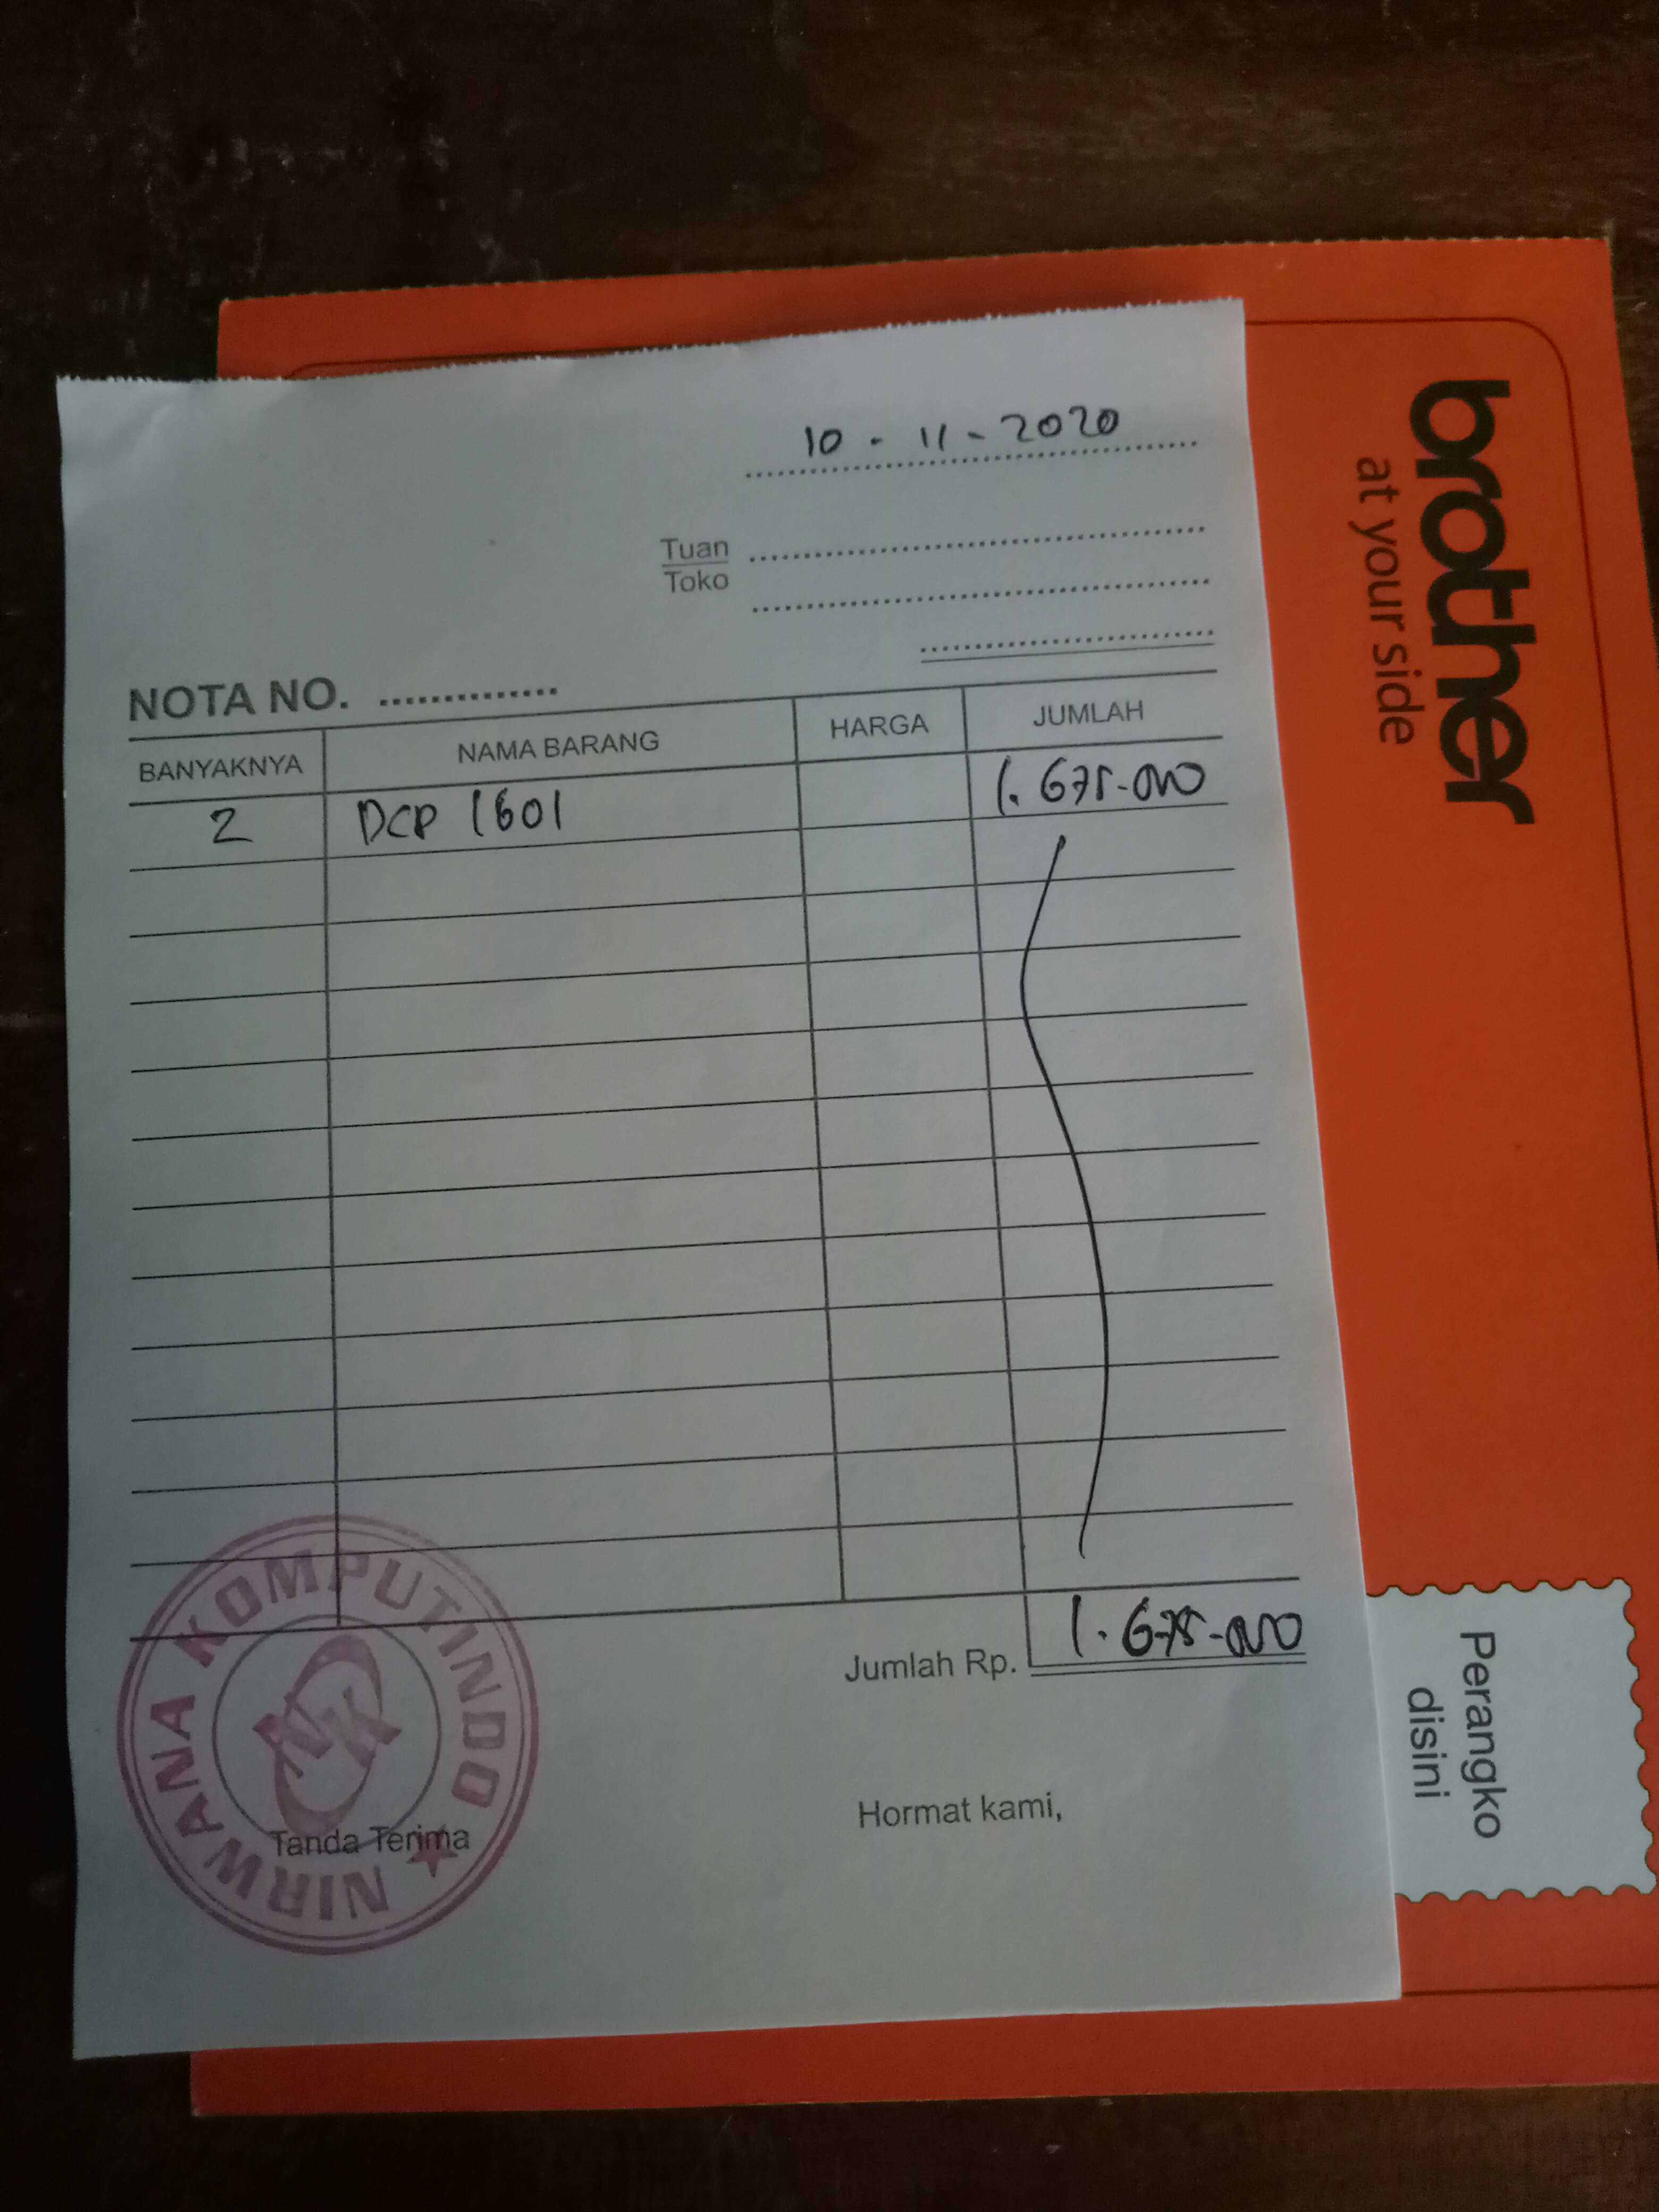 10 - 11 - 2020
Tuan
Toko
NOTA NO.
BANYAKNYA NAMA BARANG HARGA JUMLAH
2 DCP 1601 1.675.000
Jumlah Rp. 1.675.000
Tanda Terima Hormat kami,
NIRWANA KOMPUTINDO
NK
brother
at your side
Perangko
disini